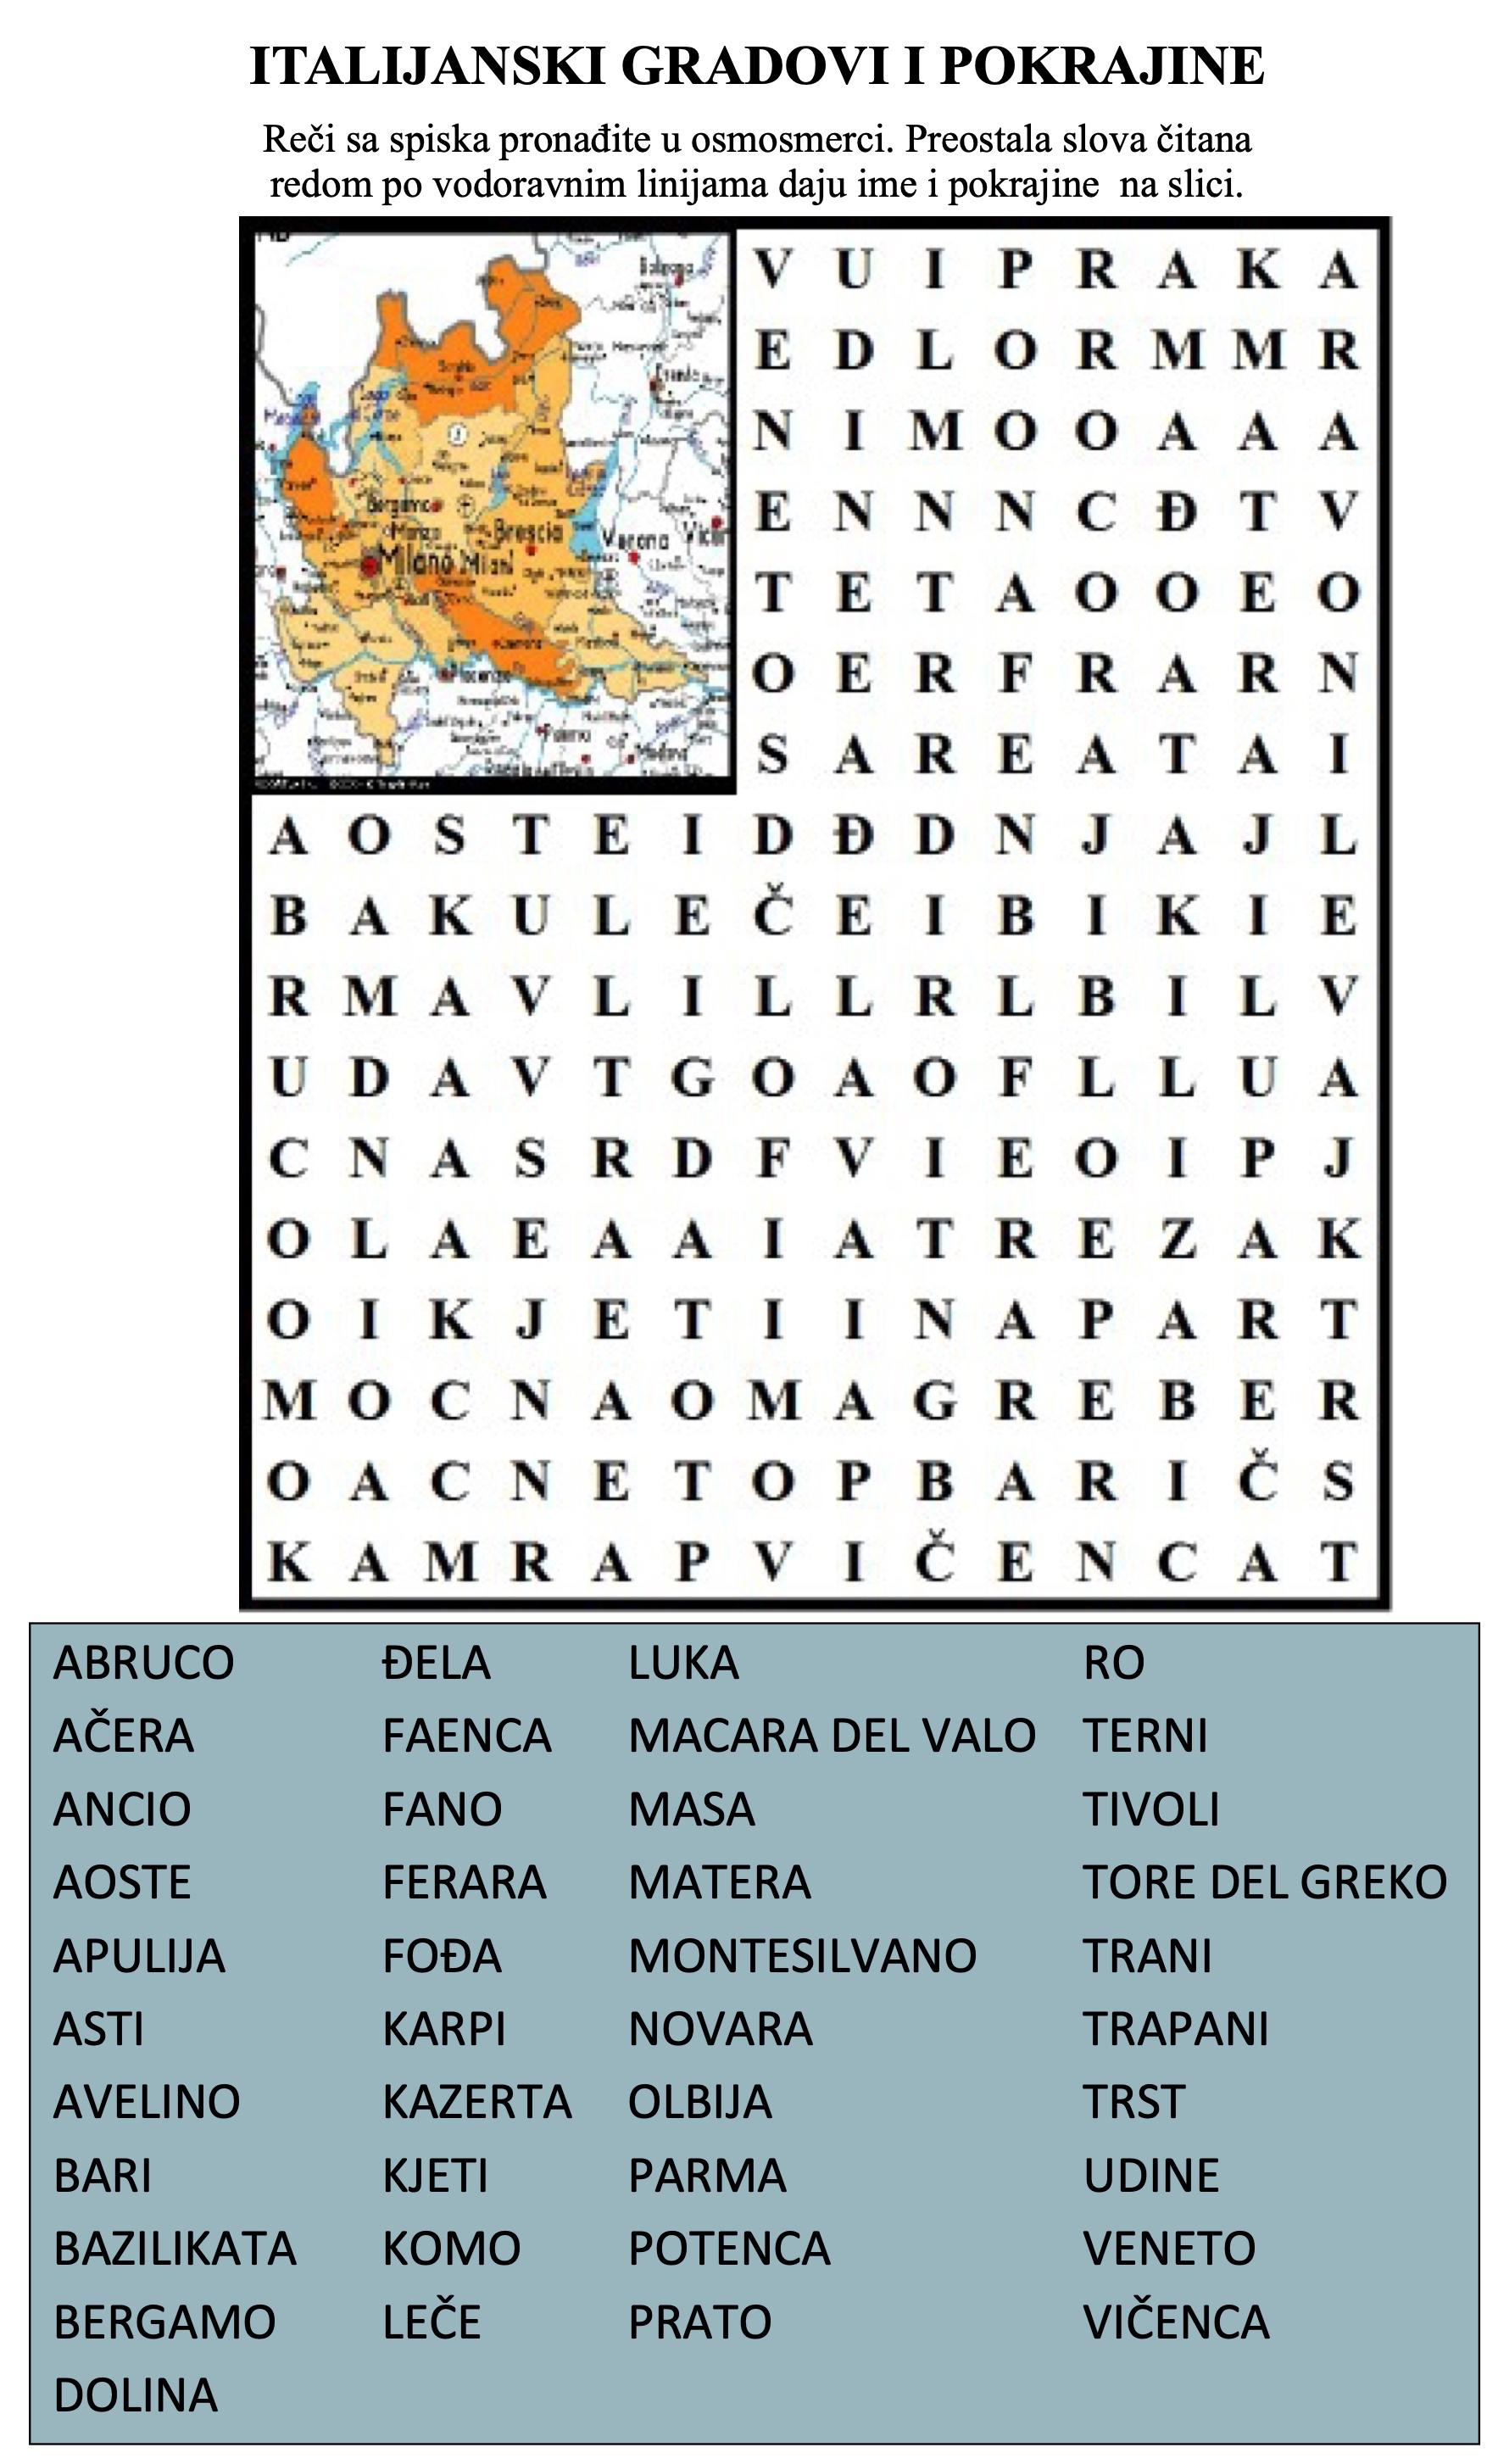 ITALIJANSKI GRADOVI I POKRAJINE
Reči sa spiska pronađite u osmosmerci. Preostala slova čitana
redom po vodoravnim linijama daju ime i pokrajine na slici.
Bergamo
Monza
Brescia
Verona
Milano
V U I P R A K A
E D L O R M M R
N I M O O A A A
E N N N C Đ T V
T E T A O O E O
O E R F R A R N
S A R E A T A I
A O S T E I D Đ D N J A J L
B A K U L E Č E I B I K I E
R M A V L I L L R L B I L V
U D A V T G O A O F L L U A
C N A S R D F V I E O I P J
O L A E A A I A T R E Z A K
O I K J E T I I N A P A R T
M O C N A O M A G R E B E R
O A C N E T O P B A R I Č S
K A M R A P V I Č E N C A T
ABRUCO
AČERA
ANCIO
AOSTE
APULIJA
ASTI
AVELINO
BARI
BAZILIKATA
BERGAMO
DOLINA
ĐELA
FAENCA
FANO
FERARA
FOĐA
KARPI
KAZERTA
KJETI
KOMO
LEČE
LUKA
MACARA DEL VALO
MASA
MATERA
MONTESILVANO
NOVARA
OLBIJA
PARMA
POTENCA
PRATO
RO
TERNI
TIVOLI
TORE DEL GREKO
TRANI
TRAPANI
TRST
UDINE
VENETO
VIČENCA